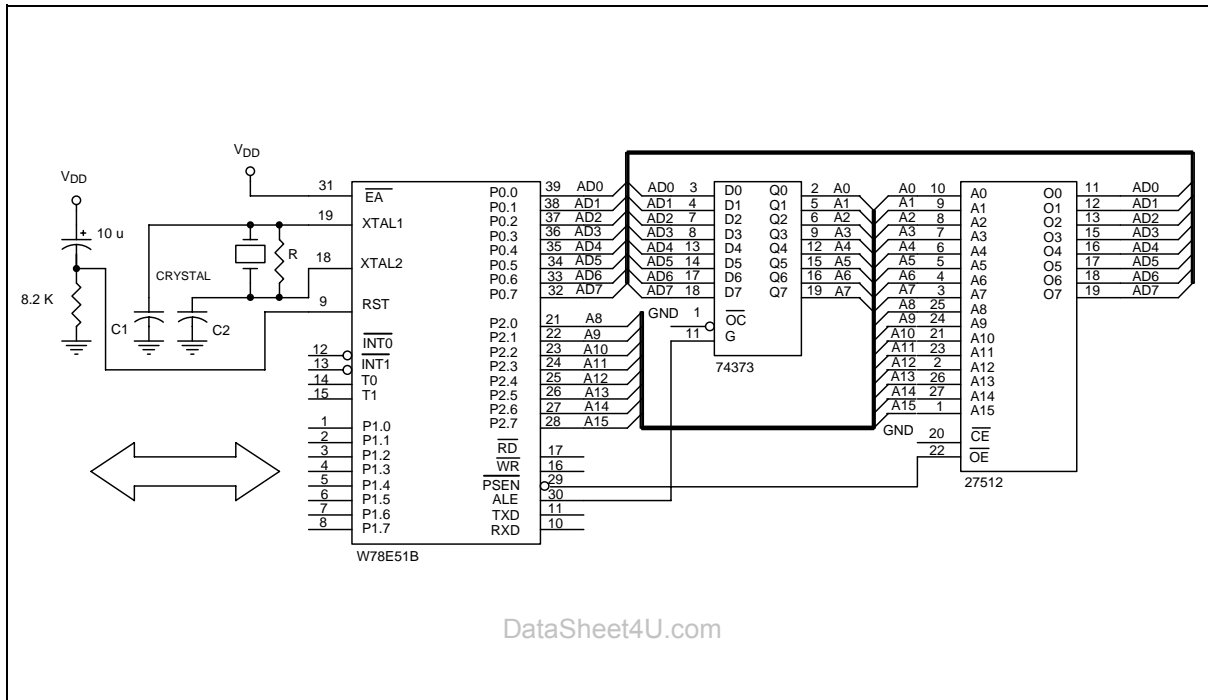 VDD
VDD
10 u
8.2 K
C1
C2
CRYSTAL
R
31 EA
19 XTAL1
18 XTAL2
9 RST
12 INT0
13 INT1
14 T0
15 T1
1 P1.0
2 P1.1
3 P1.2
4 P1.3
5 P1.4
6 P1.5
7 P1.6
8 P1.7
P0.0 39 AD0
P0.1 38 AD1
P0.2 37 AD2
P0.3 36 AD3
P0.4 35 AD4
P0.5 34 AD5
P0.6 33 AD6
P0.7 32 AD7
P2.0 21 A8
P2.1 22 A9
P2.2 23 A10
P2.3 24 A11
P2.4 25 A12
P2.5 26 A13
P2.6 27 A14
P2.7 28 A15
RD 17
WR 16
PSEN 29
ALE 30
TXD 11
RXD 10
W78E51B
AD0 3 D0 Q0 2 A0
AD1 4 D1 Q1 5 A1
AD2 7 D2 Q2 6 A2
AD3 8 D3 Q3 9 A3
AD4 13 D4 Q4 12 A4
AD5 14 D5 Q5 15 A5
AD6 17 D6 Q6 16 A6
AD7 18 D7 Q7 19 A7
GND 1 OC
11 G
74373
A0 10 A0 O0 11 AD0
A1 9 A1 O1 12 AD1
A2 8 A2 O2 13 AD2
A3 7 A3 O3 15 AD3
A4 6 A4 O4 16 AD4
A5 5 A5 O5 17 AD5
A6 4 A6 O6 18 AD6
A7 3 A7 O7 19 AD7
A8 25 A8
A9 24 A9
A10 21 A10
A11 23 A11
A12 2 A12
A13 26 A13
A14 27 A14
A15 1 A15
GND 20 CE
22 OE
27512
DataSheet4U.com